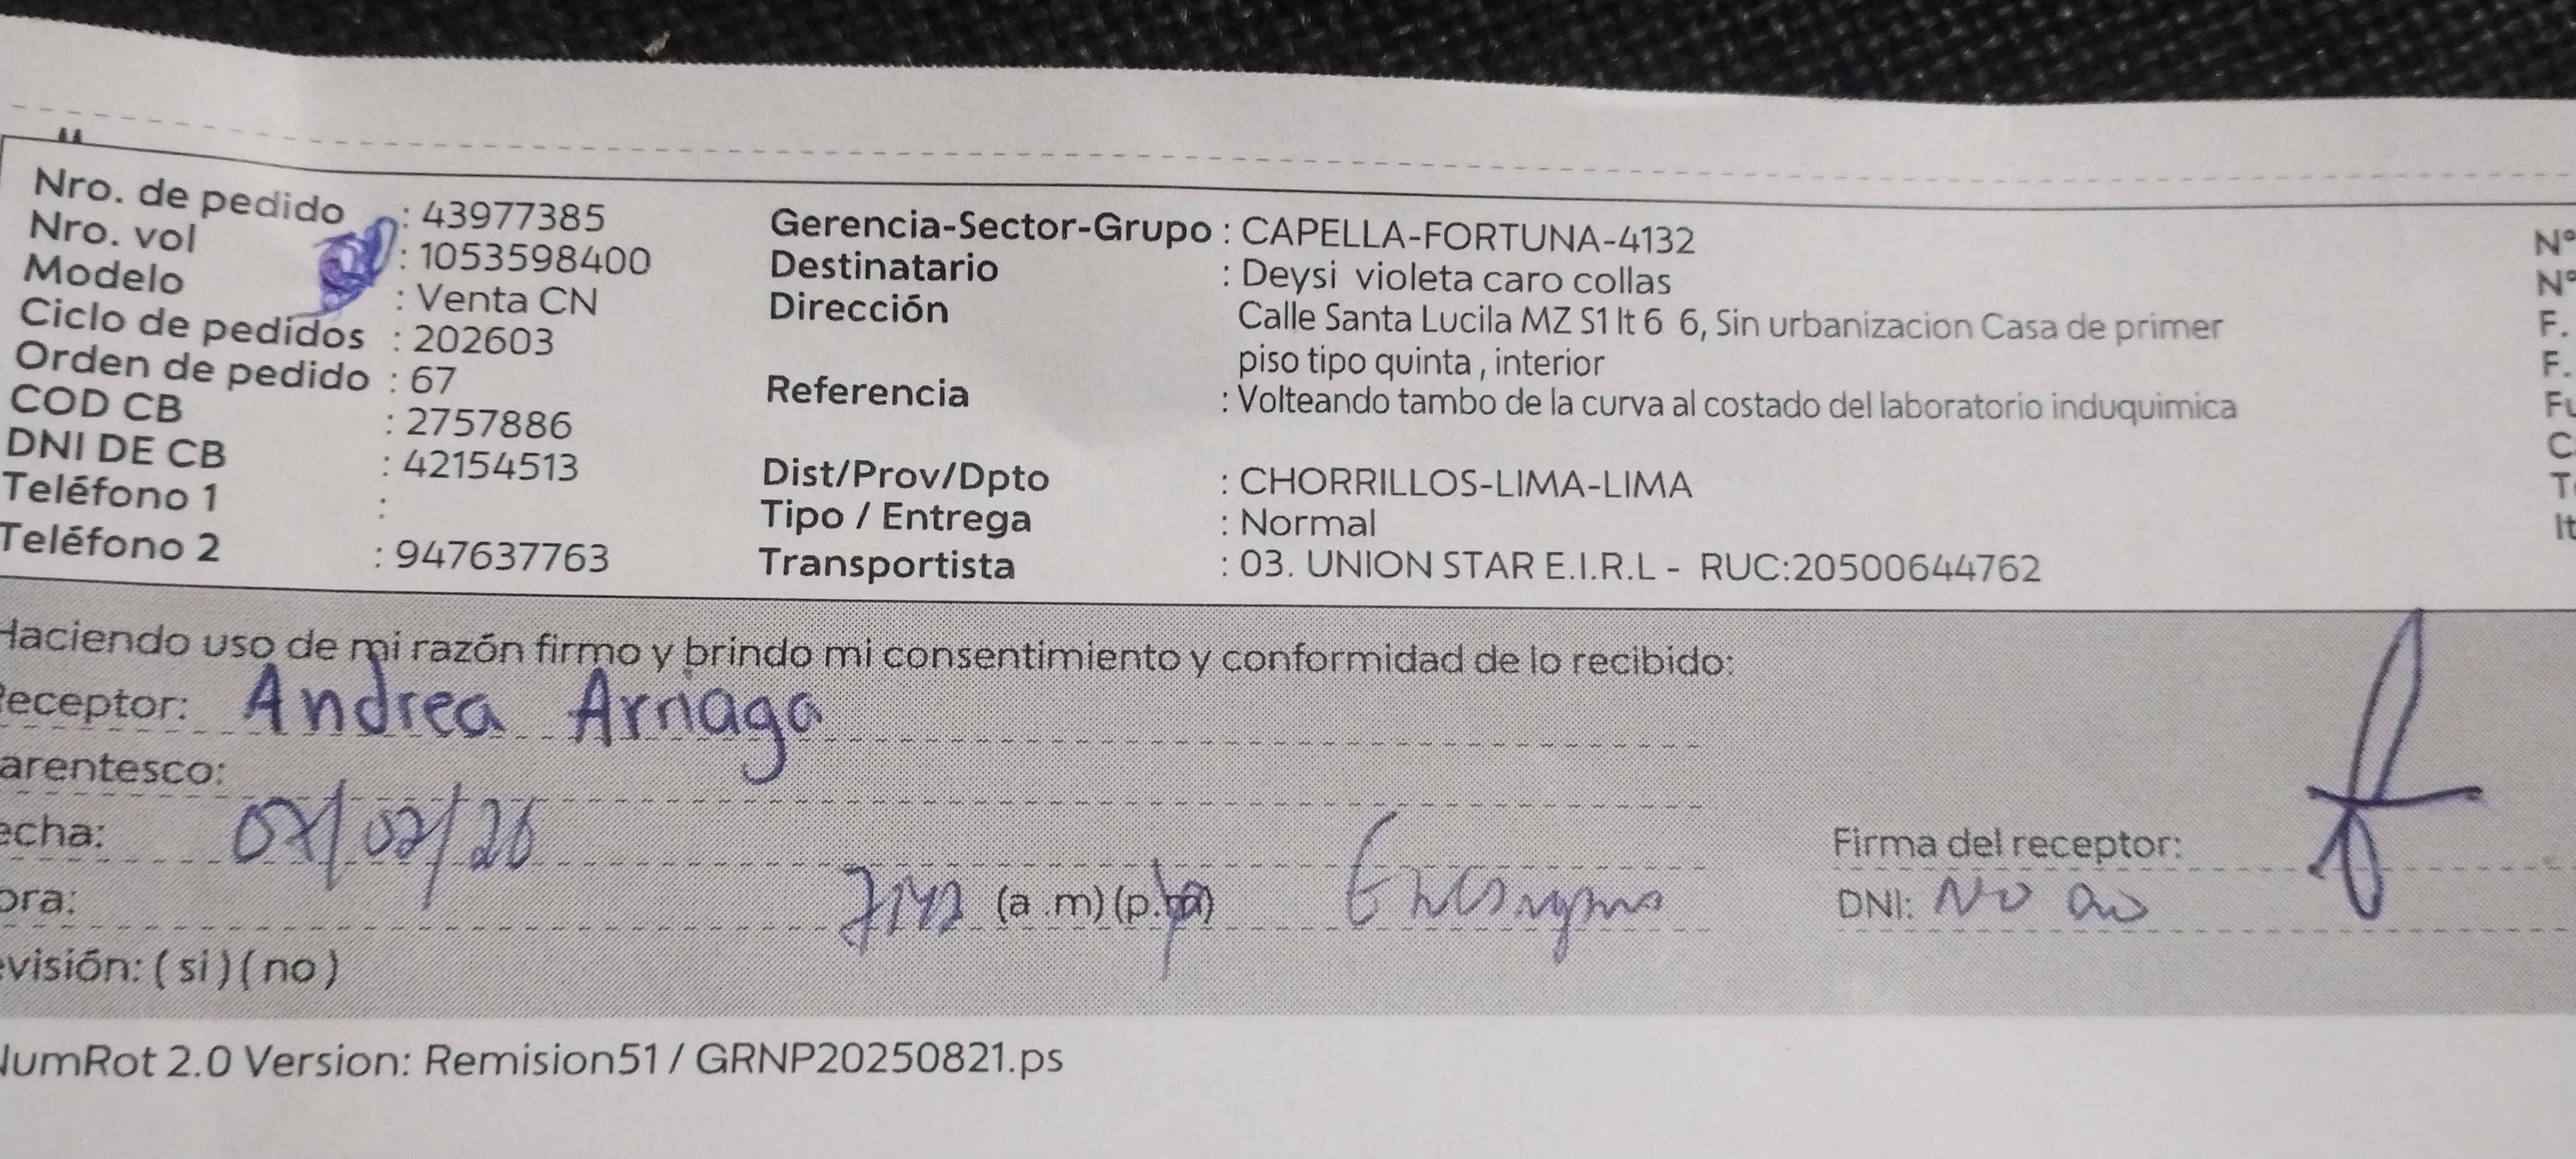 Nro. de pedido : 43977385
Nro. vol : 1053598400
Modelo : Venta CN
Ciclo de pedidos : 202603
Orden de pedido : 67
COD CB : 2757886
DNI DE CB : 42154513
Teléfono 1 :
Teléfono 2 : 947637763
Gerencia-Sector-Grupo : CAPELLA-FORTUNA-4132
Destinatario : Deysi violeta caro collas
Dirección Calle Santa Lucila MZ S1 lt 6 6, Sin urbanizacion Casa de primer
piso tipo quinta , interior
Referencia : Volteando tambo de la curva al costado del laboratorio induquimica
Dist/Prov/Dpto : CHORRILLOS-LIMA-LIMA
Tipo / Entrega : Normal
Transportista : 03. UNION STAR E.I.R.L - RUC:20500644762
N°
N°
F.
F.
Haciendo uso de mi razón firmo y brindo mi consentimiento y conformidad de lo recibido:
Receptor: Andrea Arriaga
arentesco:
echa: 07/02/26
ora: (a .m) (p.m)
Firma del receptor:
DNI: No
evisión: ( si ) ( no )
NumRot 2.0 Version: Remision51 / GRNP20250821.ps